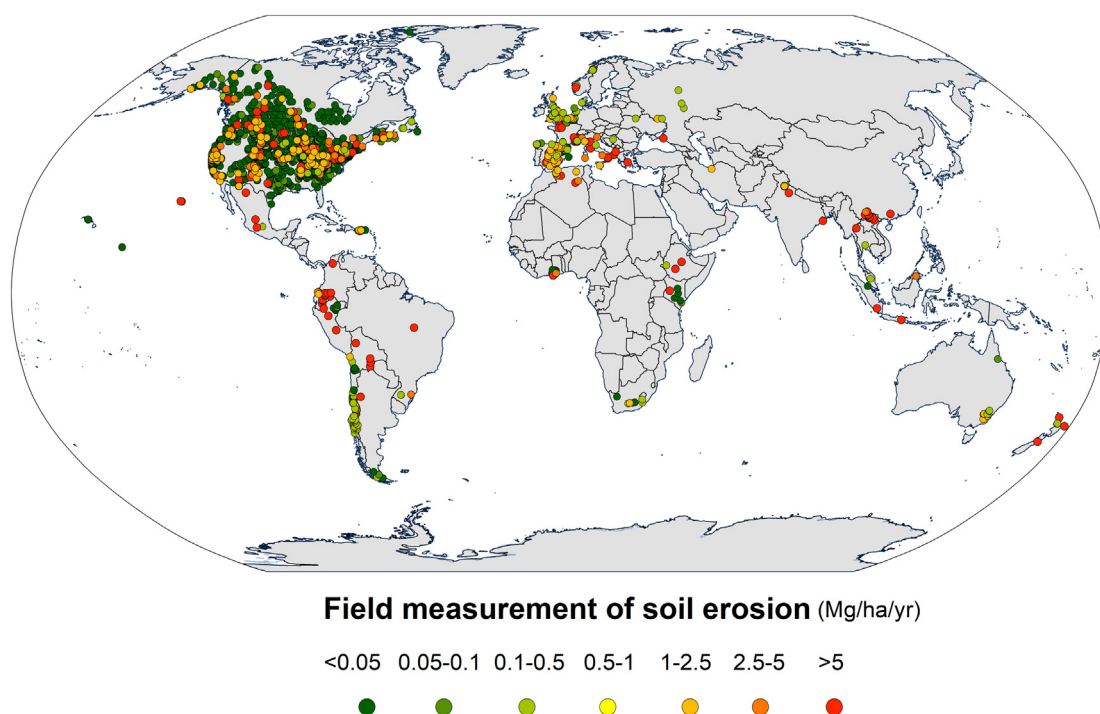 Field measurement of soil erosion (Mg/ha/yr)
<0.05 0.05-0.1 0.1-0.5 0.5-1 1-2.5 2.5-5 >5